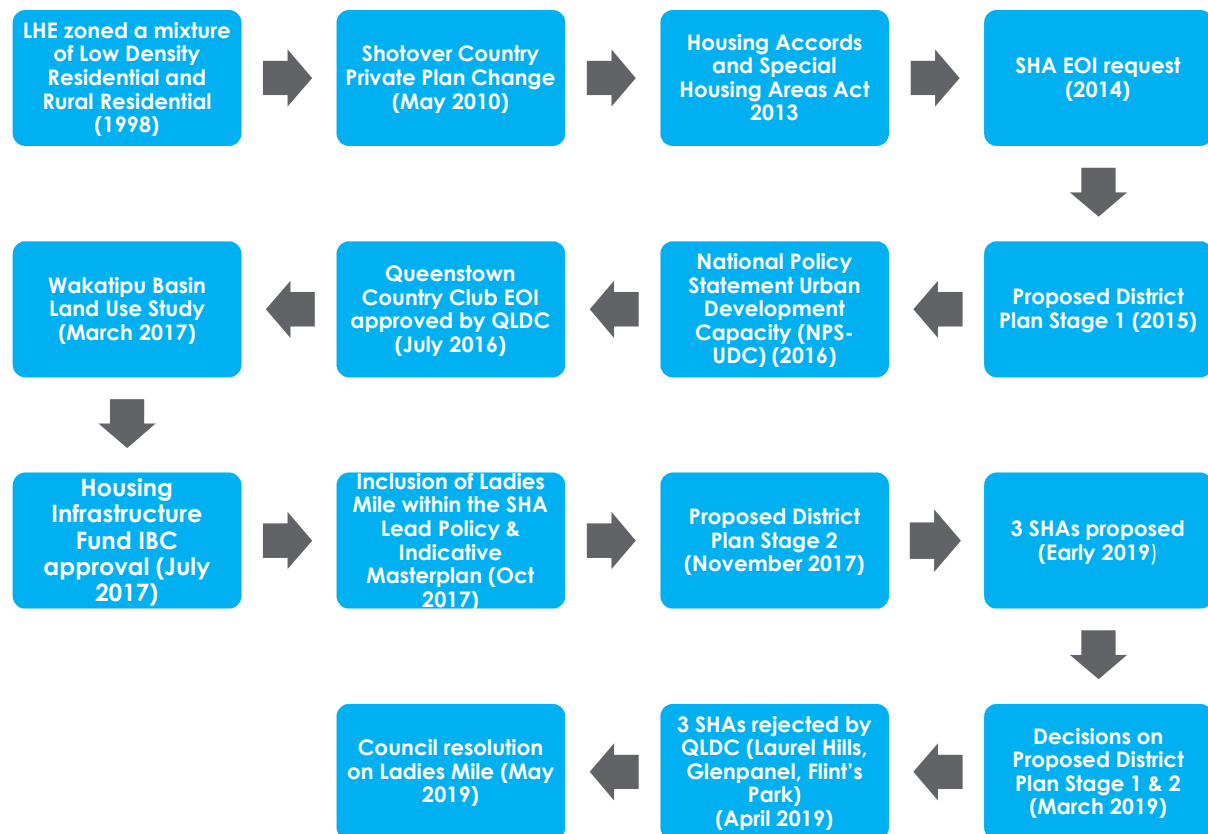 LHE zoned a mixture
of Low Density
Residential and
Rural Residential
(1998)
Shotover Country
Private Plan Change
(May 2010)
Housing Accords
and Special
Housing Areas Act
2013
SHA EOI request
(2014)
Proposed District
Plan Stage 1 (2015)
National Policy
Statement Urban
Development
Capacity (NPS-
UDC) (2016)
Queenstown
Country Club EOI
approved by QLDC
(July 2016)
Wakatipu Basin
Land Use Study
(March 2017)
Housing
Infrastructure
Fund IBC
approval (July
2017)
Inclusion of Ladies
Mile within the SHA
Lead Policy &
Indicative
Masterplan (Oct
2017)
Proposed District
Plan Stage 2
(November 2017)
3 SHAs proposed
(Early 2019)
Decisions on
Proposed District
Plan Stage 1 & 2
(March 2019)
3 SHAs rejected by
QLDC (Laurel Hills,
Glenpanel, Flint’s
Park)
(April 2019)
Council resolution
on Ladies Mile (May
2019)